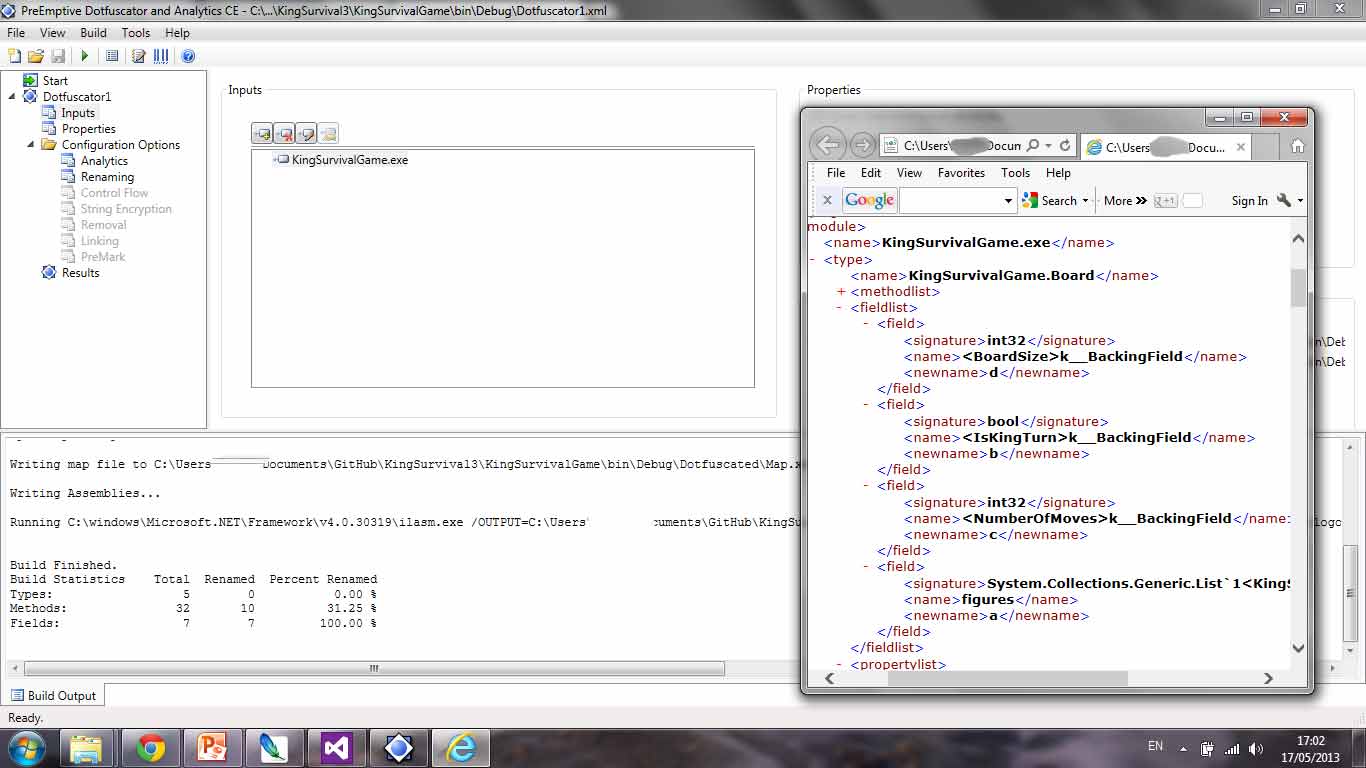 PreEmptive Dotfuscator and Analytics CE - C:\...\KingSurvival3\KingSurvivalGame\bin\Debug\Dotfuscator1.xml
File View Build Tools Help
Start
Dotfuscator1
Inputs
Properties
Configuration Options
Analytics
Renaming
Control Flow
String Encryption
Removal
Linking
PreMark
Results
Inputs
KingSurvivalGame.exe
Properties
n\Deb
n\Deb
C:\Users Docum
C:\Users Docu...
File Edit View Favorites Tools Help
x Google Search More » +1 Sign In
module>
<name>KingSurvivalGame.exe</name>
- <type>
<name>KingSurvivalGame.Board</name>
+ <methodlist>
- <fieldlist>
- <field>
<signature>int32</signature>
<name><BoardSize>k__BackingField</name>
<newname>d</newname>
</field>
- <field>
<signature>bool</signature>
<name><IsKingTurn>k__BackingField</name>
<newname>b</newname>
</field>
- <field>
<signature>int32</signature>
<name><NumberOfMoves>k__BackingField</name>
<newname>c</newname>
</field>
- <field>
<signature>System.Collections.Generic.List`1<KingS
<name>figures</name>
<newname>a</newname>
</field>
</fieldlist>
- <propertylist>
Writing map file to C:\Users Documents\GitHub\KingSurvival3\KingSurvivalGame\bin\Debug\Dotfuscated\Map.x
Writing Assemblies...
Running C:\windows\Microsoft.NET\Framework\v4.0.30319\ilasm.exe /OUTPUT=C:\Users cuments\GitHub\KingSu logo
Build Finished.
Build Statistics Total Renamed Percent Renamed
Types: 5 0 0.00 %
Methods: 32 10 31.25 %
Fields: 7 7 100.00 %
Build Output
Ready.
EN
17:02
17/05/2013